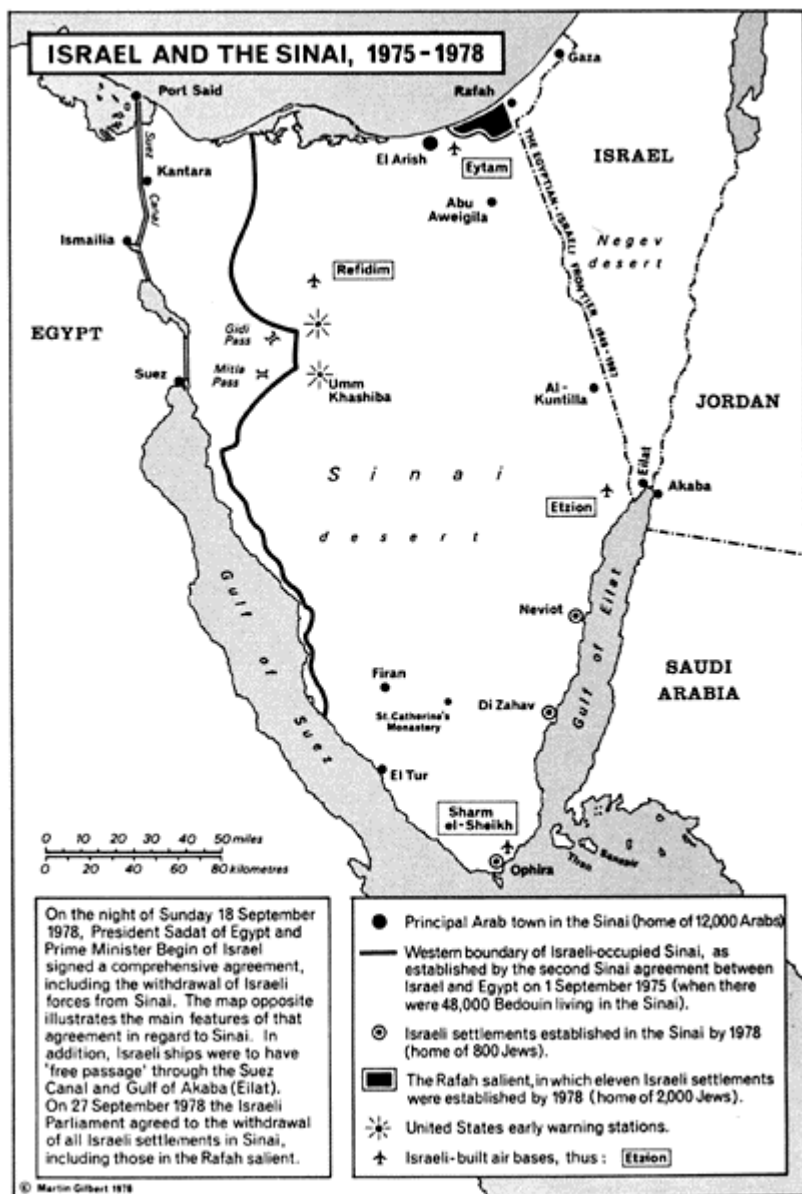 ISRAEL AND THE SINAI, 1975-1978
Port Said
Gaza
Rafah
Suez
Canal
Kantara
El Arish
Eytam
ISRAEL
THE EGYPTIAN-ISRAELI FRONTIER 1949-1967
Abu
Aweigila
Ismailia
Negev
desert
Refidim
EGYPT
Gidi
Pass
Mitla
Pass
Suez
Umm
Khashiba
Al-
Kuntilla
JORDAN
Sinai
desert
Eilat
Akaba
Etzion
Gulf of Suez
Gulf of Eilat
Neviot
SAUDI
ARABIA
Firan
St. Catherine's
Monastery
Di Zahav
El Tur
Sharm
el-Sheikh
Ophira
Tiran
Sanapir
0 10 20 30 40 50 miles
0 20 40 60 80 kilometres
On the night of Sunday 18 September
1978, President Sadat of Egypt and
Prime Minister Begin of Israel
signed a comprehensive agreement,
including the withdrawal of Israeli
forces from Sinai. The map opposite
illustrates the main features of that
agreement in regard to Sinai. In
addition, Israeli ships were to have
'free passage' through the Suez
Canal and Gulf of Akaba (Eilat).
On 27 September 1978 the Israeli
Parliament agreed to the withdrawal
of all Israeli settlements in Sinai,
including those in the Rafah salient.
Principal Arab town in the Sinai (home of 12,000 Arabs)
Western boundary of Israeli-occupied Sinai, as
established by the second Sinai agreement between
Israel and Egypt on 1 September 1975 (when there
were 48,000 Bedouin living in the Sinai).
Israeli settlements established in the Sinai by 1978
(home of 800 Jews).
The Rafah salient, in which eleven Israeli settlements
were established by 1978 (home of 2,000 Jews).
United States early warning stations.
Israeli-built air bases, thus: Etzion
© Martin Gilbert 1978